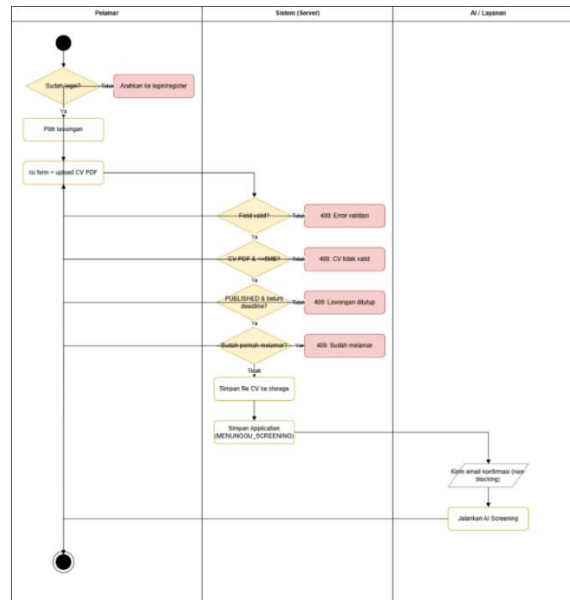 Pelamar
Sistem (Server)
AI / Layanan
Sudah login?
Tidak
Arahkan ke login/register
Ya
Pilih lowongan
Isi form + upload CV PDF
Field valid?
Tidak
400: Error validasi
Ya
CV PDF & <=5MB?
Tidak
400: CV tidak valid
Ya
PUBLISHED & belum
deadline?
Tidak
400: Lowongan ditutup
Ya
Sudah pernah melamar?
Ya
409: Sudah melamar
Tidak
Simpan file CV ke storage
Simpan Application
(MENUNGGU_SCREENING)
Kirim email konfirmasi (non-
blocking)
Jalankan AI Screening